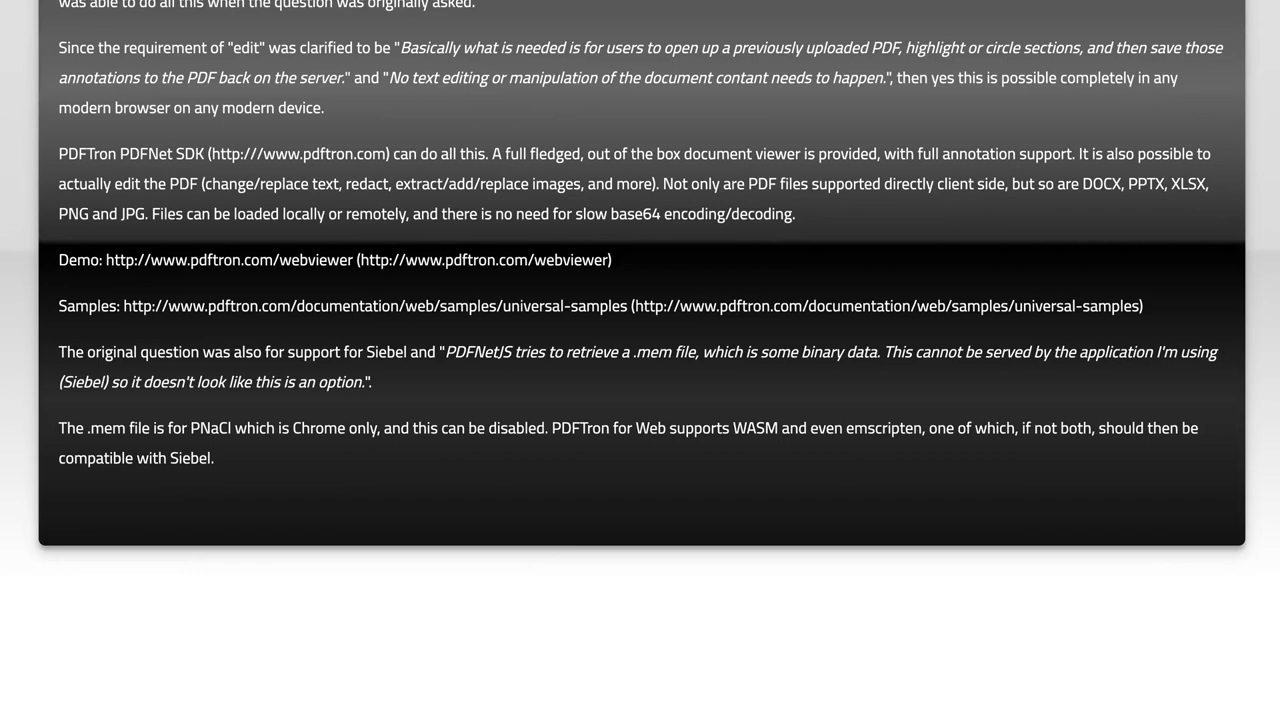 was able to do all this when the question was originally asked.
Since the requirement of "edit" was clarified to be "Basically what is needed is for users to open up a previously uploaded PDF, highlight or circle sections, and then save those
annotations to the PDF back on the server." and "No text editing or manipulation of the document contant needs to happen.", then yes this is possible completely in any
modern browser on any modern device.
PDFTron PDFNet SDK (http:///www.pdftron.com) can do all this. A full fledged, out of the box document viewer is provided, with full annotation support. It is also possible to
actually edit the PDF (change/replace text, redact, extract/add/replace images, and more). Not only are PDF files supported directly client side, but so are DOCX, PPTX, XLSX,
PNG and JPG. Files can be loaded locally or remotely, and there is no need for slow base64 encoding/decoding.
Demo: http://www.pdftron.com/webviewer (http://www.pdftron.com/webviewer)
Samples: http://www.pdftron.com/documentation/web/samples/universal-samples (http://www.pdftron.com/documentation/web/samples/universal-samples)
The original question was also for support for Siebel and "PDFNetJS tries to retrieve a .mem file, which is some binary data. This cannot be served by the application I'm using
(Siebel) so it doesn't look like this is an option.".
The .mem file is for PNaCl which is Chrome only, and this can be disabled. PDFTron for Web supports WASM and even emscripten, one of which, if not both, should then be
compatible with Siebel.